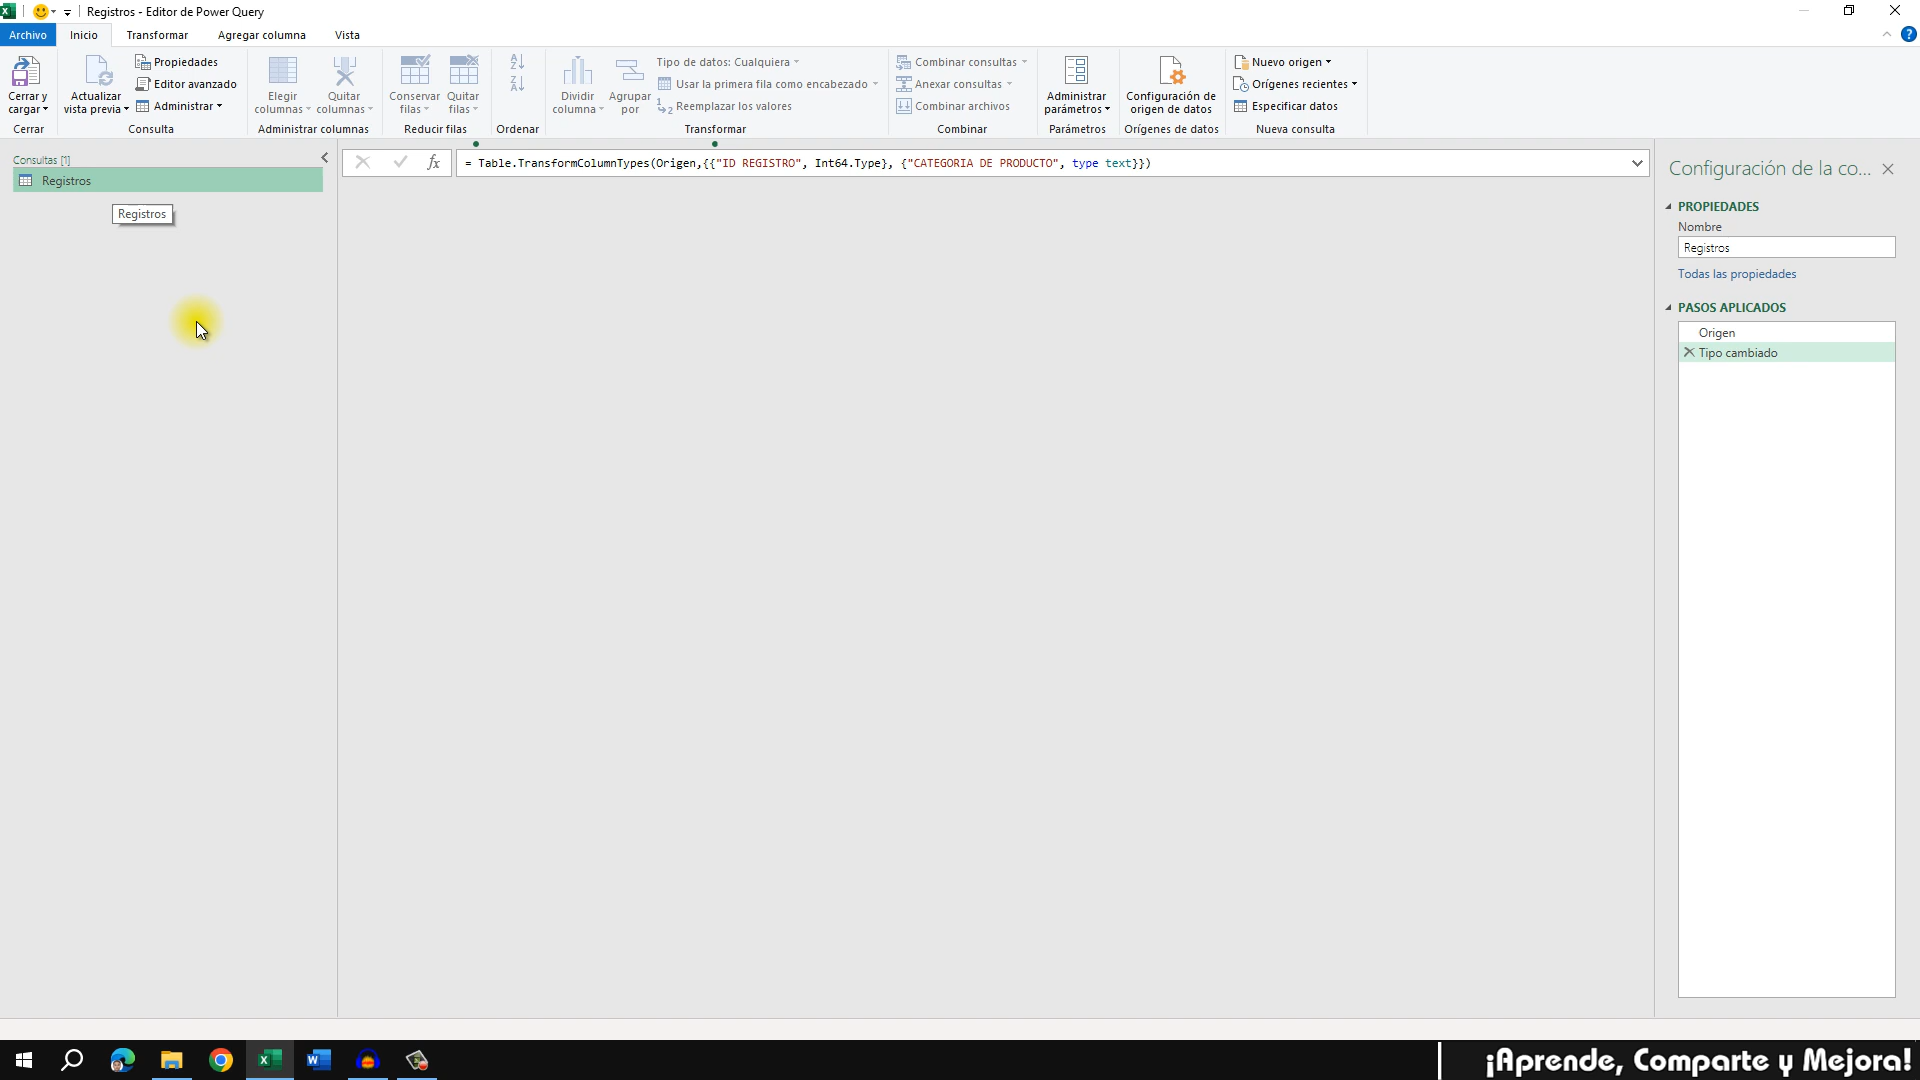 Registros - Editor de Power Query
Archivo
Inicio
Transformar
Agregar columna
Vista
?
Cerrar y
cargar
Cerrar
Actualizar
vista previa
Propiedades
Editor avanzado
Administrar
Consulta
Elegir
columnas
Quitar
columnas
Administrar columnas
Conservar
filas
Quitar
filas
Reducir filas
Ordenar
Dividir
columna
Agrupar
por
Tipo de datos: Cualquiera
Usar la primera fila como encabezado
Reemplazar los valores
Transformar
Combinar consultas
Anexar consultas
Combinar archivos
Combinar
Administrar
parámetros
Parámetros
Configuración de
origen de datos
Orígenes de datos
Nuevo origen
Orígenes recientes
Especificar datos
Nueva consulta
Consultas [1]
Registros
Registros
fx
= Table.TransformColumnTypes(Origen,{{"ID REGISTRO", Int64.Type}, {"CATEGORIA DE PRODUCTO", type text}})
Configuración de la co...
PROPIEDADES
Nombre
Registros
Todas las propiedades
PASOS APLICADOS
Origen
Tipo cambiado
¡Aprende, Comparte y Mejora!